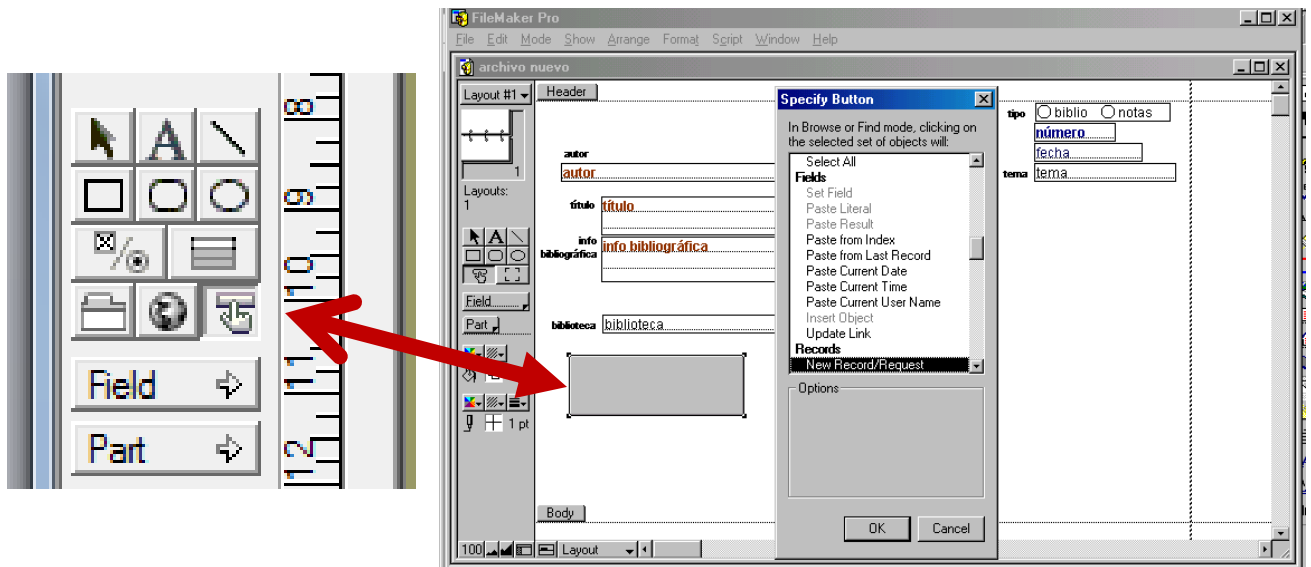 8
9
10
11
12
A
Field
Part
FileMaker Pro
File Edit Mode Show Arrange Format Script Window Help
archivo nuevo
Layout #1
1
Layouts:
1
A
Field
Part
1 pt
Header
autor
autor
título título
info bibliográfica info bibliográfica
biblioteca biblioteca
Body
100 Layout
Specify Button
In Browse or Find mode, clicking on
the selected set of objects will:
Select All
Fields
Set Field
Paste Literal
Paste Result
Paste from Index
Paste from Last Record
Paste Current Date
Paste Current Time
Paste Current User Name
Insert Object
Update Link
Records
New Record/Request
Options
OK Cancel
tipo biblio notas
número
fecha
tema tema